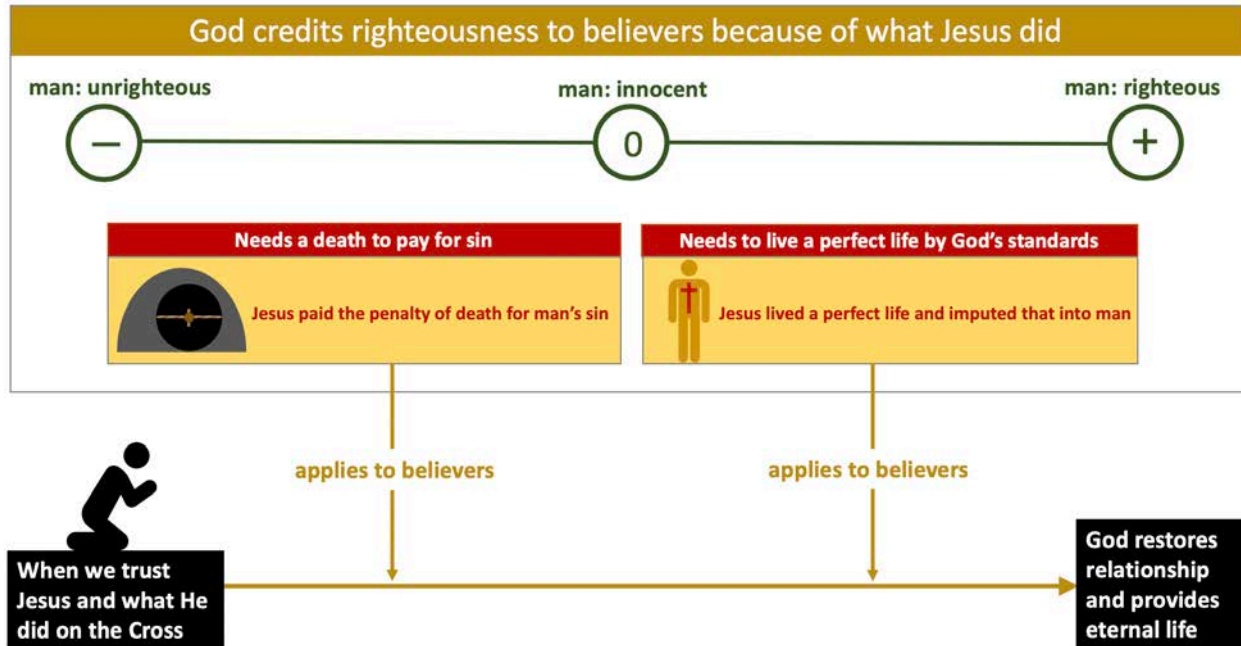 God credits righteousness to believers because of what Jesus did
man: unrighteous
man: innocent
man: righteous
–
0
+
Needs a death to pay for sin
Jesus paid the penalty of death for man's sin
Needs to live a perfect life by God's standards
Jesus lived a perfect life and imputed that into man
applies to believers
applies to believers
When we trust
Jesus and what He
did on the Cross
God restores
relationship
and provides
eternal life